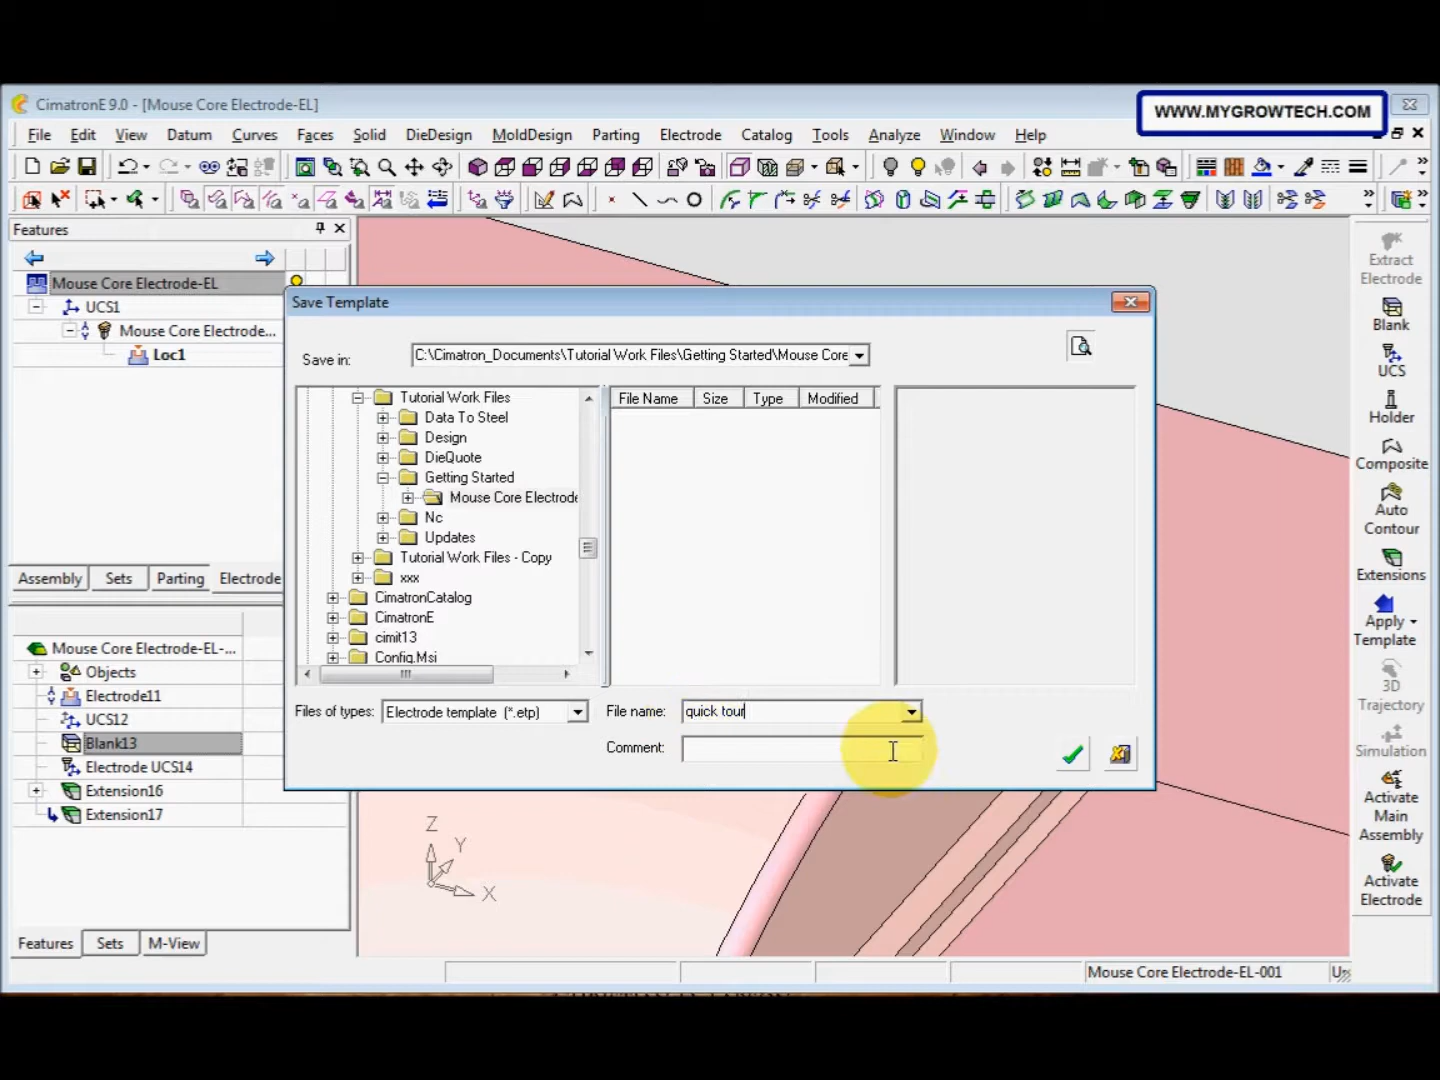 CimatronE 9.0 - [Mouse Core Electrode-EL]
WWW.MYGROWTECH.COM
File Edit View Datum Curves Faces Solid DieDesign MoldDesign Parting Electrode Catalog Tools Analyze Window Help
Features
Mouse Core Electrode-EL
UCS1
Mouse Core Electrode...
Loc1
Assembly Sets Parting Electrode
Mouse Core Electrode-EL-...
Objects
Electrode11
UCS12
Blank13
Electrode UCS14
Extension16
Extension17
Features Sets M-View
Save Template
Save in: C:\Cimatron_Documents\Tutorial Work Files\Getting Started\Mouse Core
Tutorial Work Files
Data To Steel
Design
DieQuote
Getting Started
Mouse Core Electrode
Nc
Updates
Tutorial Work Files - Copy
xxx
CimatronCatalog
CimatronE
cimit13
Config.Msi
File Name Size Type Modified
Files of types: Electrode template (*.etp) File name: quick tour
Comment:
Z
Y
X
Extract
Electrode
Blank
UCS
Holder
Composite
Auto
Contour
Extensions
Apply
Template
3D
Trajectory
Simulation
Activate
Main
Assembly
Activate
Electrode
Mouse Core Electrode-EL-001